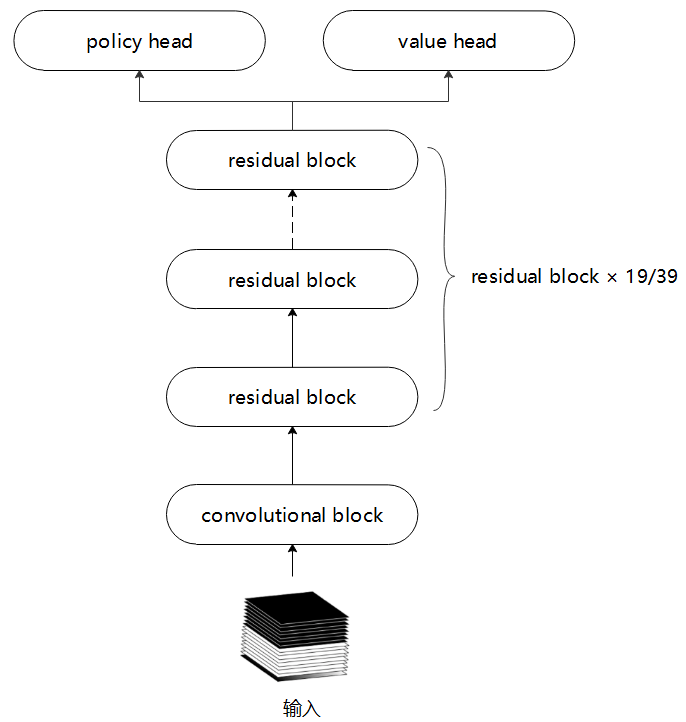 policy head
value head
residual block
residual block
residual block × 19/39
residual block
convolutional block
输入